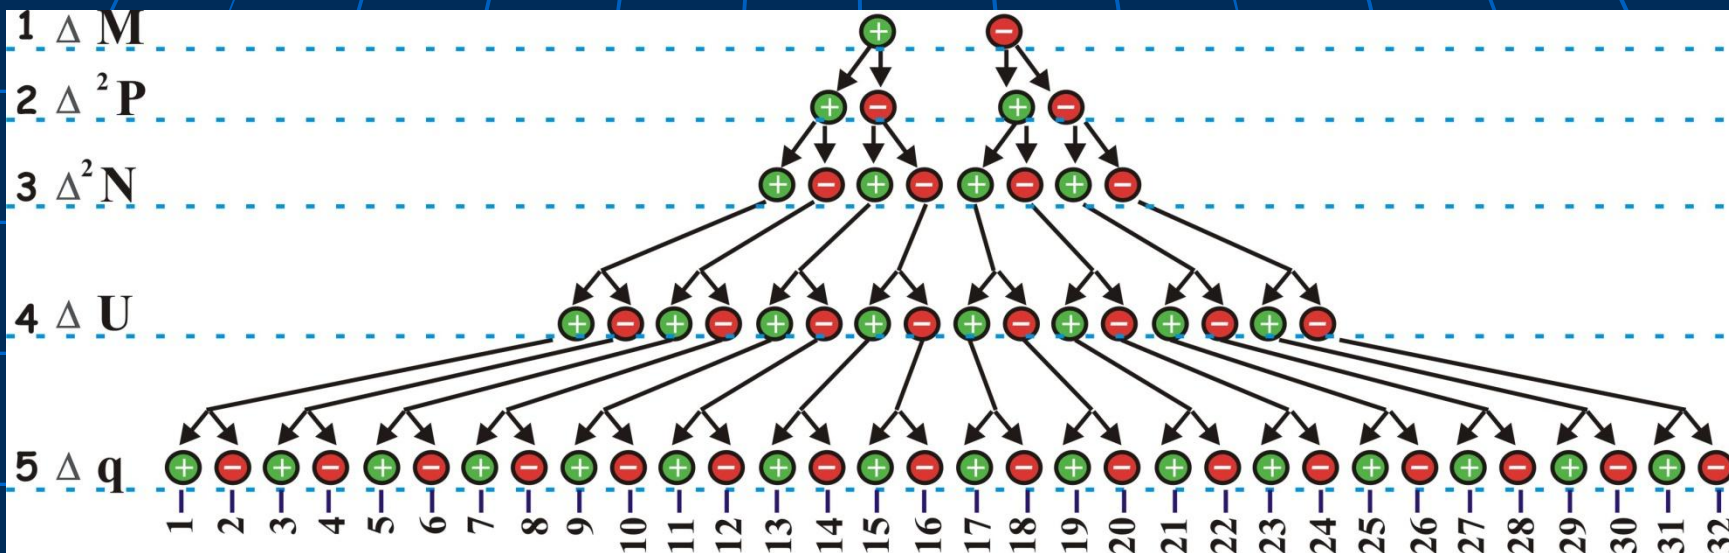 1 Δ M
2 Δ ²P
3 Δ² N
4 Δ U
5 Δ q
+ −
+ − + −
+ − + − + − + −
+ − + − + − + − + − + − + − + −
+ − + − + − + − + − + − + − + − + − + − + − + − + − + − + − + −
1 2 3 4 5 6 7 8 9 10 11 12 13 14 15 16 17 18 19 20 21 22 23 24 25 26 27 28 29 30 31 32